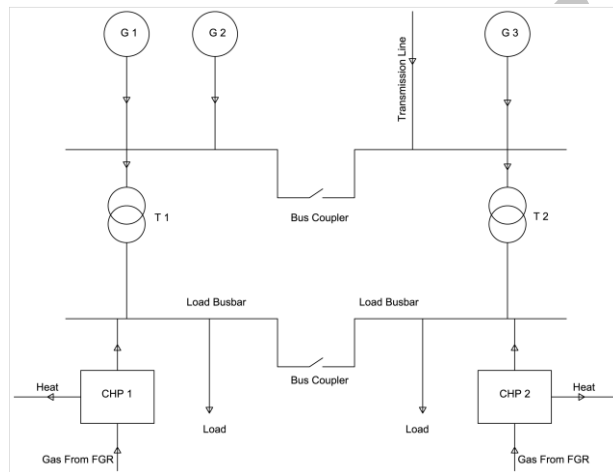 G 1
G 2
Transmission Line
G 3
T 1
Bus Coupler
T 2
Load Busbar
Load Busbar
Bus Coupler
Heat
CHP 1
Load
Load
CHP 2
Heat
Gas From FGR
Gas From FGR